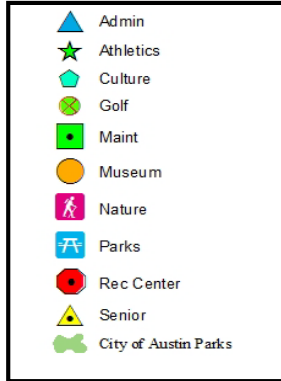 Admin
Athletics
Culture
Golf
Maint
Museum
Nature
Parks
Rec Center
Senior
City of Austin Parks